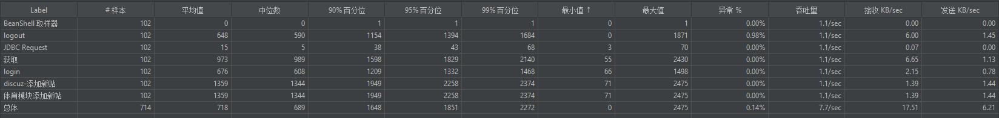 Label # 样本 平均值 中位数 90% 百分位 95% 百分位 99% 百分位 最小值 ↑ 最大值 异常 % 吞吐量 接收 KB/sec 发送 KB/sec
BeanShell 取样器 102 0 0 1 1 1 0 1 0.00% 1.1/sec 0.00 0.00
logout 102 648 590 1154 1394 1684 0 1871 0.98% 1.1/sec 6.00 1.45
JDBC Request 102 15 5 38 43 68 3 70 0.00% 1.1/sec 0.07 0.00
获取 102 973 989 1598 1829 2140 55 2430 0.00% 1.1/sec 6.65 1.13
login 102 676 608 1209 1332 1468 66 1498 0.00% 1.1/sec 2.15 0.78
discuz-添加新贴 102 1359 1344 1949 2258 2374 71 2475 0.00% 1.1/sec 1.39 1.44
体育模块添加新帖 102 1359 1344 1949 2258 2374 71 2475 0.00% 1.1/sec 1.39 1.44
总体 714 718 689 1648 1851 2272 0 2475 0.14% 7.7/sec 17.51 6.21